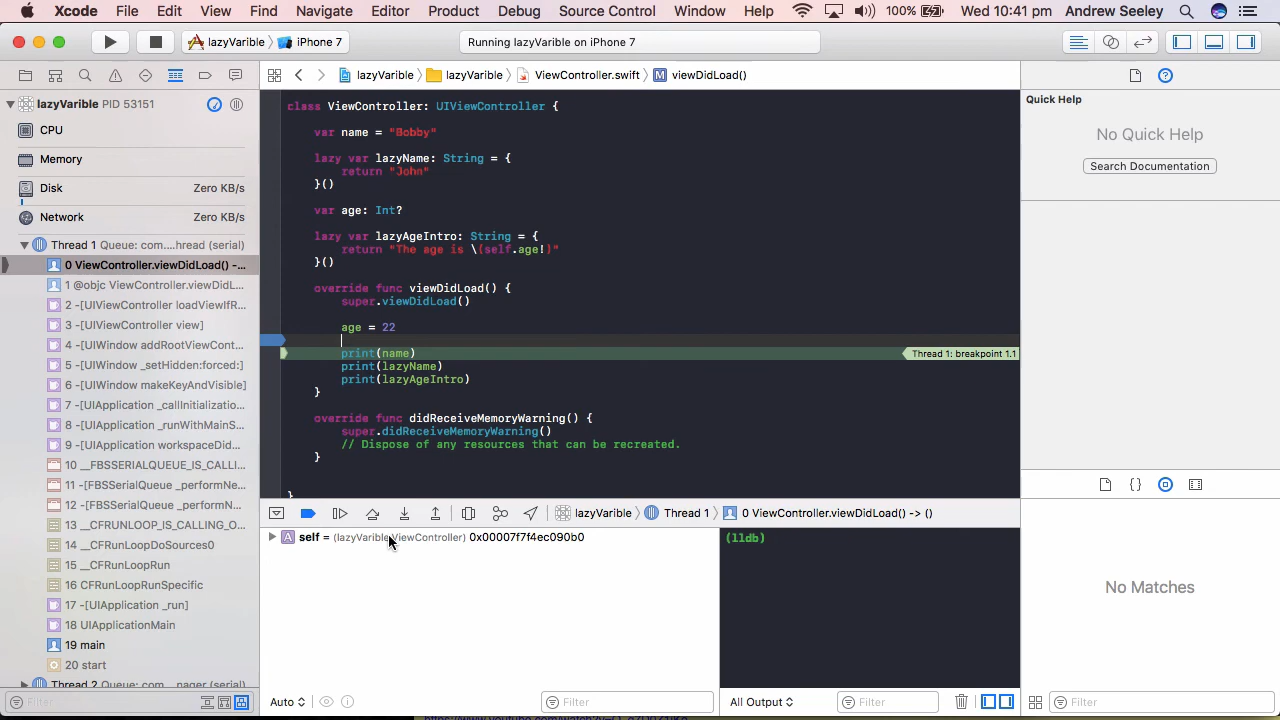 Xcode File Edit View Find Navigate Editor Product Debug Source Control Window Help 100% Wed 10:41 pm Andrew Seeley
lazyVarible iPhone 7 Running lazyVarible on iPhone 7
lazyVarible lazyVarible ViewController.swift M viewDidLoad()
lazyVarible PID 53151
CPU
Memory
Disk Zero KB/s
Network Zero KB/s
Thread 1 Queue: com....hread (serial)
0 ViewController.viewDidLoad() -...
1 @objc ViewController.viewDidL...
2 -[UIViewController loadViewIfR...
3 -[UIViewController view]
4 -[UIWindow addRootViewCont...
5 -[UIWindow _setHidden:forced:]
6 -[UIWindow makeKeyAndVisible]
7 -[UIApplication _callInitializatio...
8 -[UIApplication _runWithMainS...
9 -[UIApplication workspaceDid...
10 __FBSSERIALQUEUE_IS_CALLI...
11 -[FBSSerialQueue _performNe...
12 -[FBSSerialQueue _performN...
13 __CFRUNLOOP_IS_CALLING_O...
14 __CFRunLoopDoSources0
15 __CFRunLoopRun
16 CFRunLoopRunSpecific
17 -[UIApplication _run]
18 UIApplicationMain
19 main
20 start
Thread 2 Queue: com....nager (serial)
Filter
class ViewController: UIViewController {
var name = "Bobby"
lazy var lazyName: String = {
return "John"
}()
var age: Int?
lazy var lazyAgeIntro: String = {
return "The age is \(self.age!)"
}()
override func viewDidLoad() {
super.viewDidLoad()
age = 22
print(name) Thread 1: breakpoint 1.1
print(lazyName)
print(lazyAgeIntro)
}
override func didReceiveMemoryWarning() {
super.didReceiveMemoryWarning()
// Dispose of any resources that can be recreated.
}
}
lazyVarible Thread 1 0 ViewController.viewDidLoad() -> ()
A self = (lazyVarible.ViewController) 0x00007f7f4ec090b0
(lldb)
Auto Filter All Output Filter
Quick Help
No Quick Help
Search Documentation
No Matches
Filter